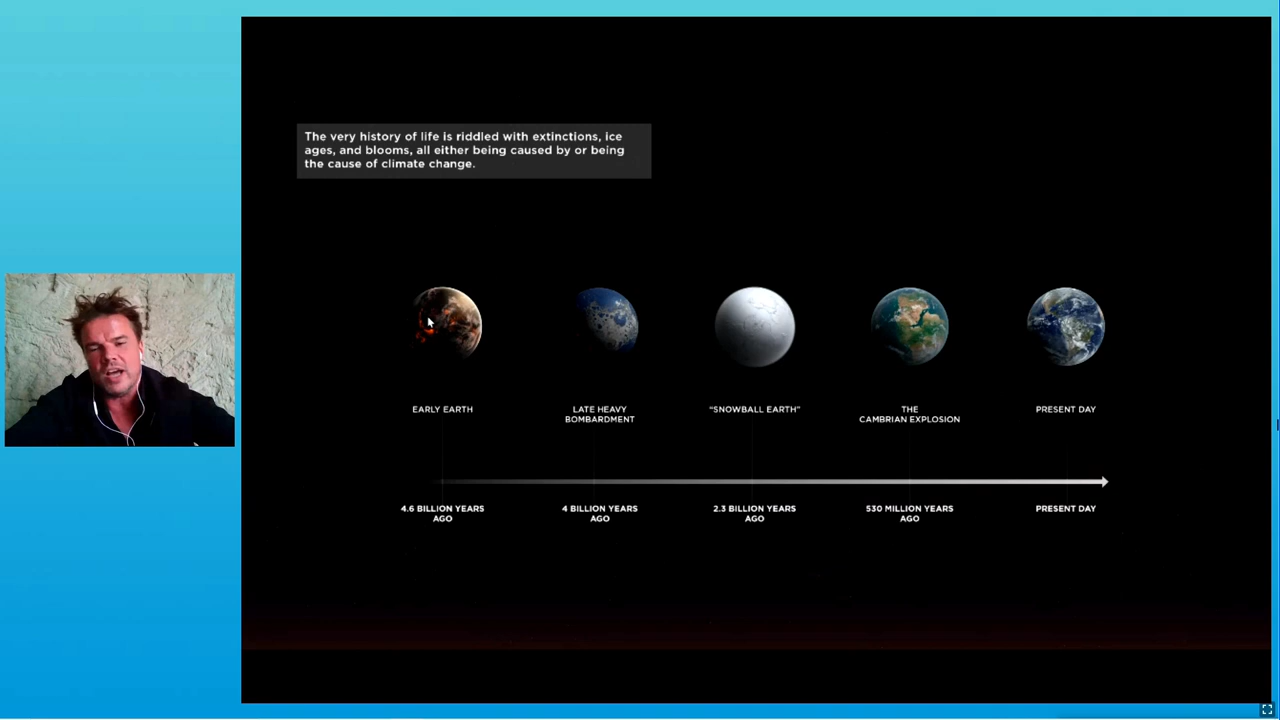 The very history of life is riddled with extinctions, ice
ages, and blooms, all either being caused by or being
the cause of climate change.
EARLY EARTH
LATE HEAVY
BOMBARDMENT
“SNOWBALL EARTH”
THE
CAMBRIAN EXPLOSION
PRESENT DAY
4.6 BILLION YEARS
AGO
4 BILLION YEARS
AGO
2.3 BILLION YEARS
AGO
530 MILLION YEARS
AGO
PRESENT DAY